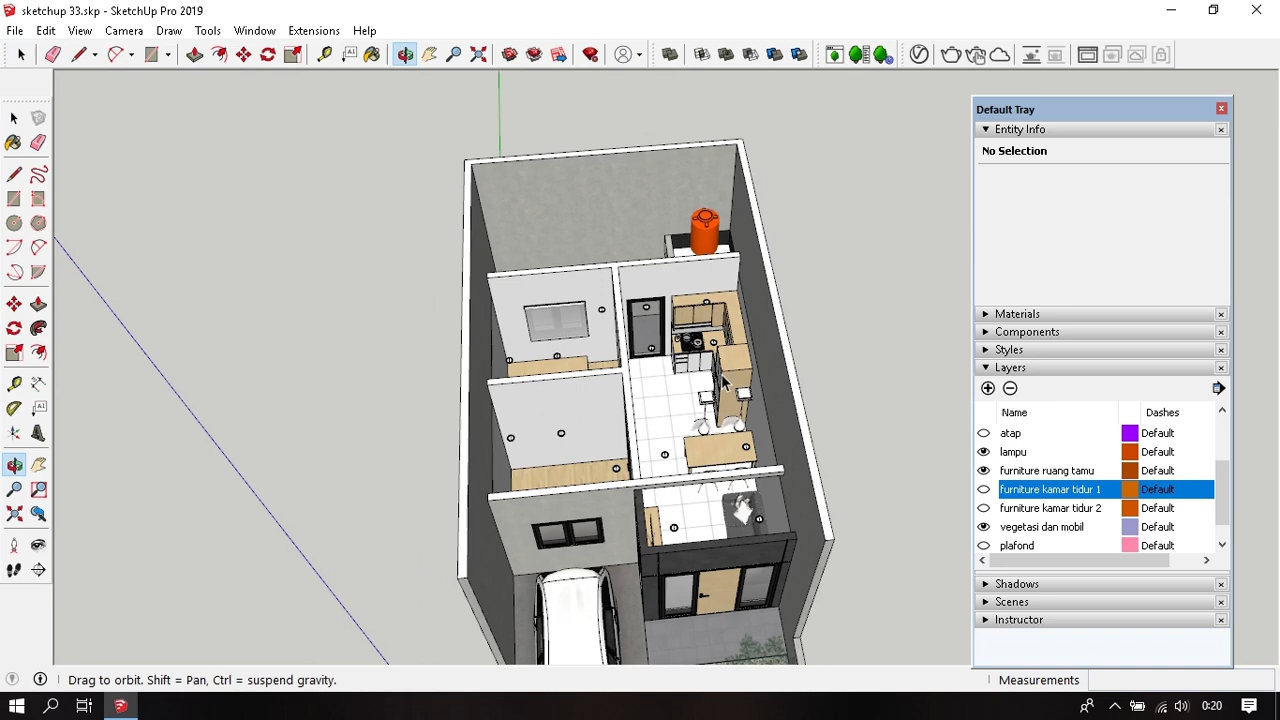 sketchup 33.skp - SketchUp Pro 2019
File Edit View Camera Draw Tools Window Extensions Help
Default Tray
Entity Info
No Selection
Materials
Components
Styles
Layers
Name Dashes
atap Default
lampu Default
furniture ruang tamu Default
furniture kamar tidur 1 Default
furniture kamar tidur 2 Default
vegetasi dan mobil Default
plafond Default
Shadows
Scenes
Instructor
Drag to orbit. Shift = Pan, Ctrl = suspend gravity. Measurements
0:20